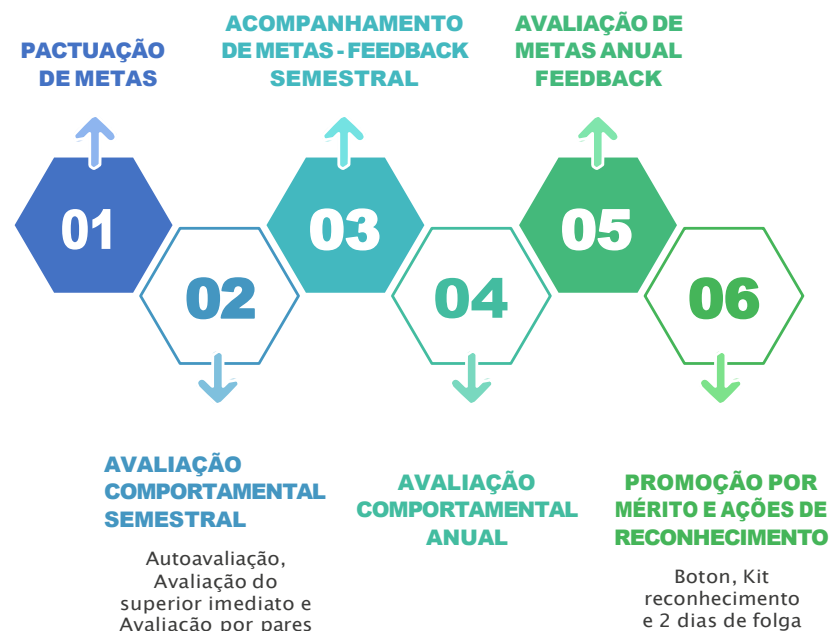 PACTUAÇÃO
DE METAS
01
AVALIAÇÃO
COMPORTAMENTAL
SEMESTRAL
Autoavaliação,
Avaliação do
superior imediato e
Avaliação por pares
02
ACOMPANHAMENTO
DE METAS - FEEDBACK
SEMESTRAL
03
AVALIAÇÃO
COMPORTAMENTAL
ANUAL
04
AVALIAÇÃO DE
METAS ANUAL
FEEDBACK
05
PROMOÇÃO POR
MÉRITO E AÇÕES DE
RECONHECIMENTO
Boton, Kit
reconhecimento
e 2 dias de folga
06